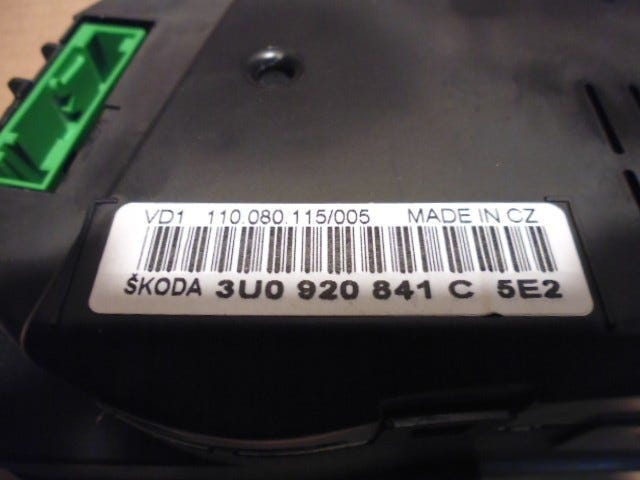 VD1 110.080.115/005 MADE IN CZ
ŠKODA 3U0 920 841 C 5E2